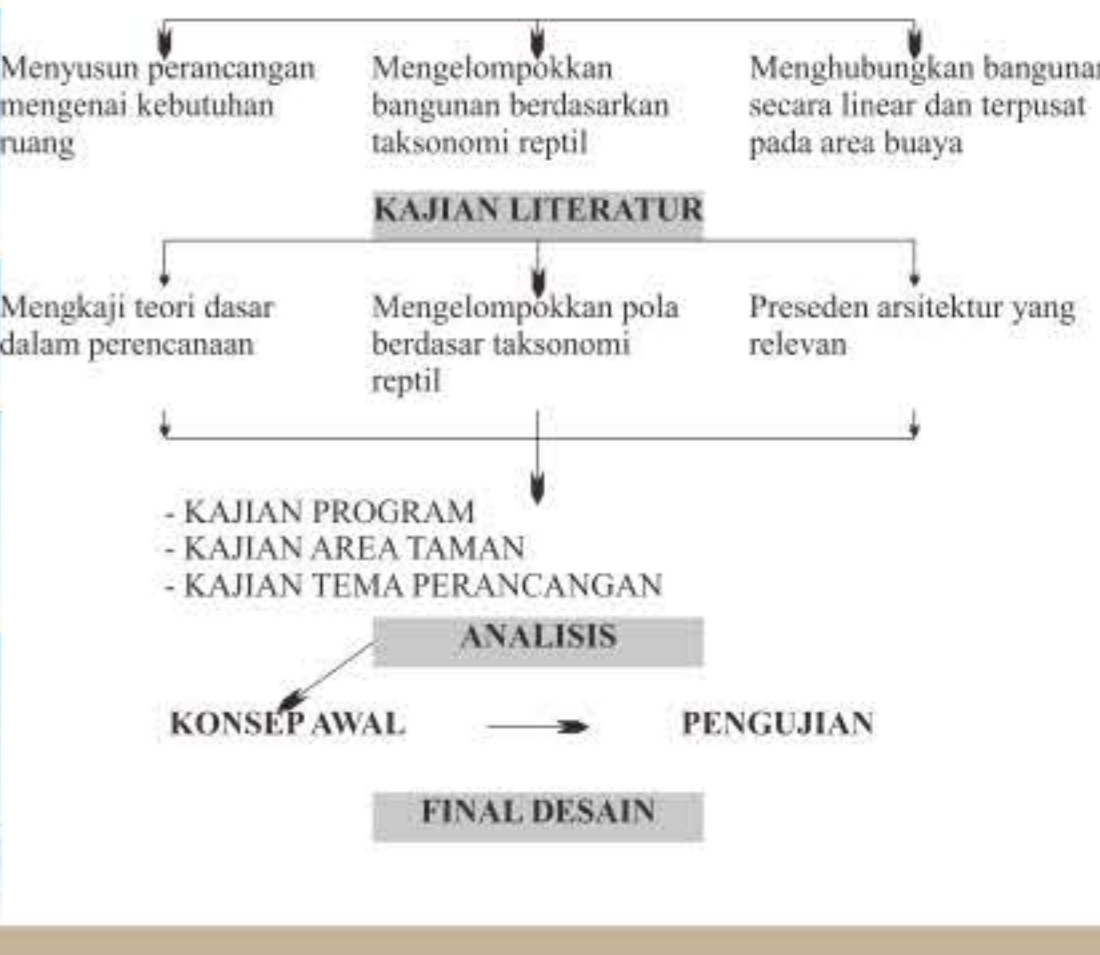 Menyusun perancangan
mengenai kebutuhan
ruang
Mengelompokkan
bangunan berdasarkan
taksonomi reptil
Menghubungkan bangunan
secara linear dan terpusat
pada area buaya
KAJIAN LITERATUR
Mengkaji teori dasar
dalam perencanaan
Mengelompokkan pola
berdasar taksonomi
reptil
Preseden arsitektur yang
relevan
- KAJIAN PROGRAM
- KAJIAN AREA TAMAN
- KAJIAN TEMA PERANCANGAN
ANALISIS
KONSEP AWAL
PENGUJIAN
FINAL DESAIN